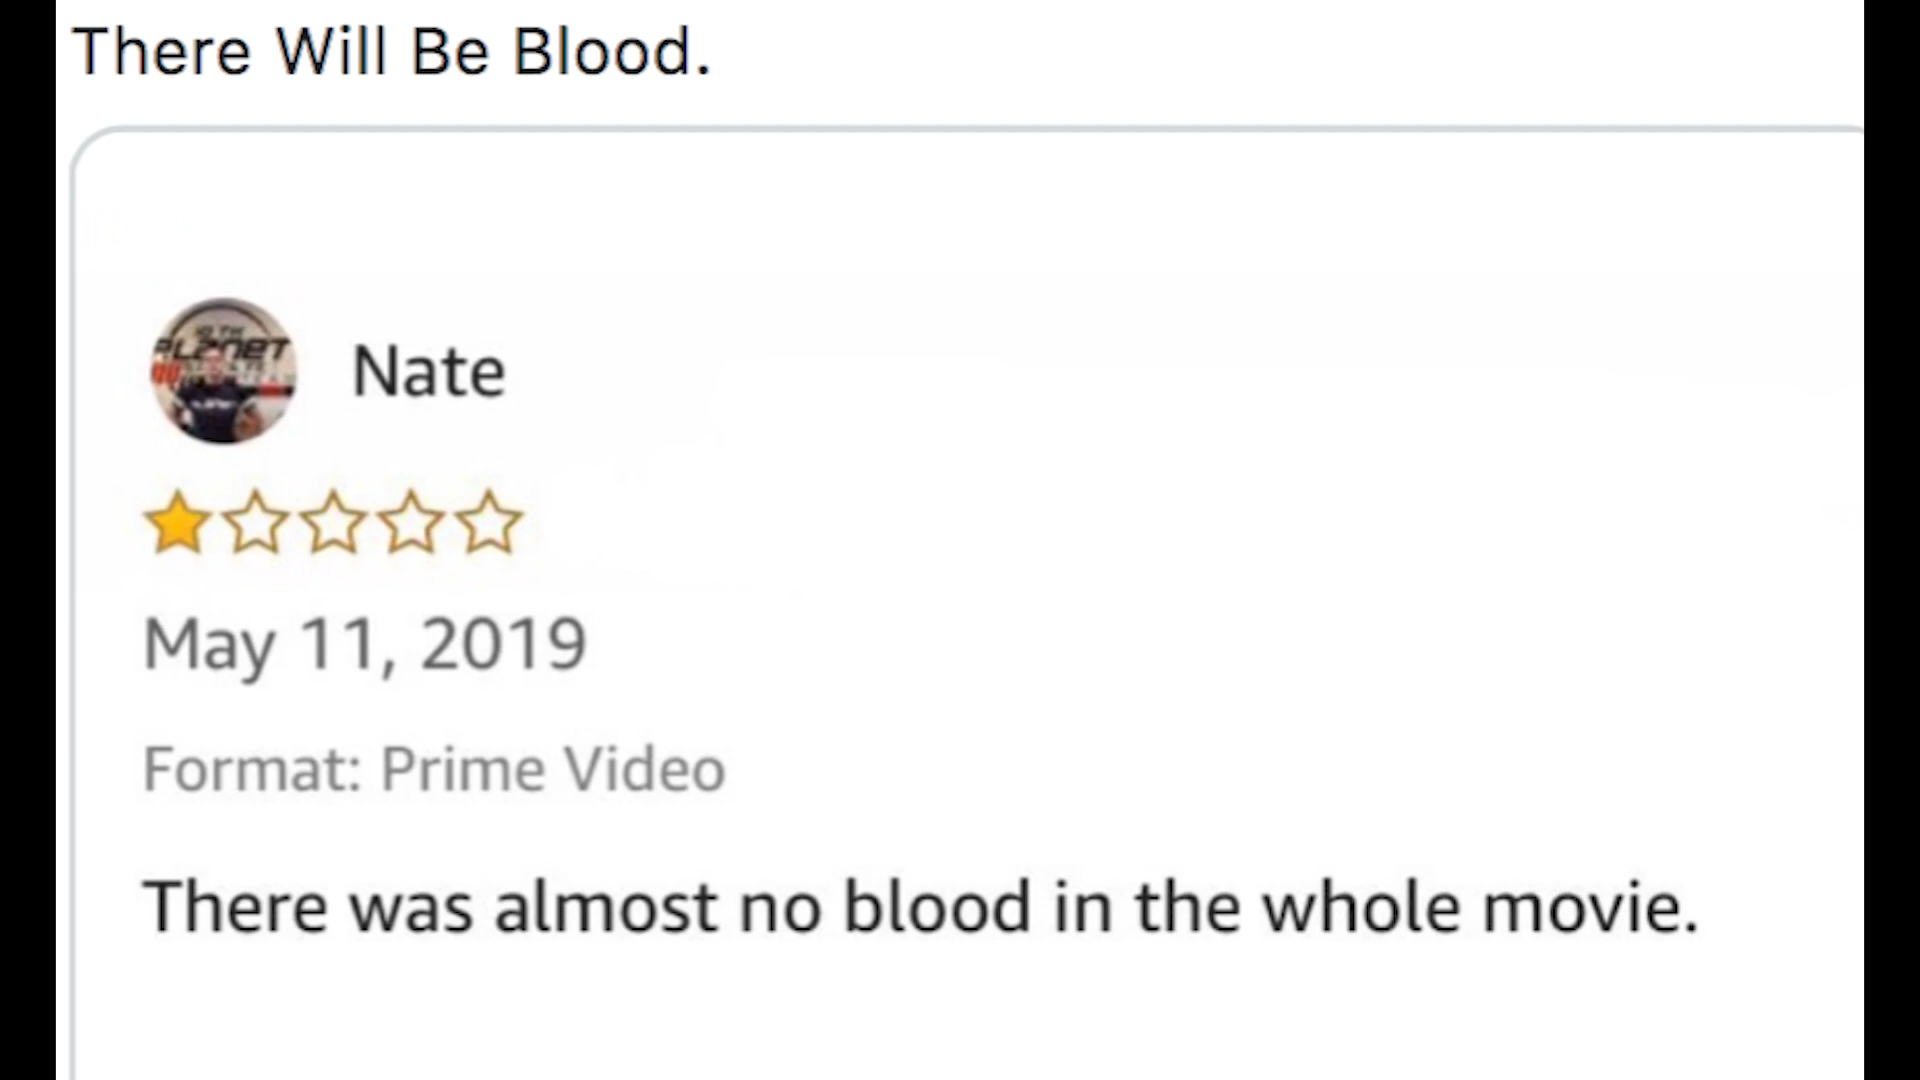 There Will Be Blood.
PLANET
Nate
May 11, 2019
Format: Prime Video
There was almost no blood in the whole movie.